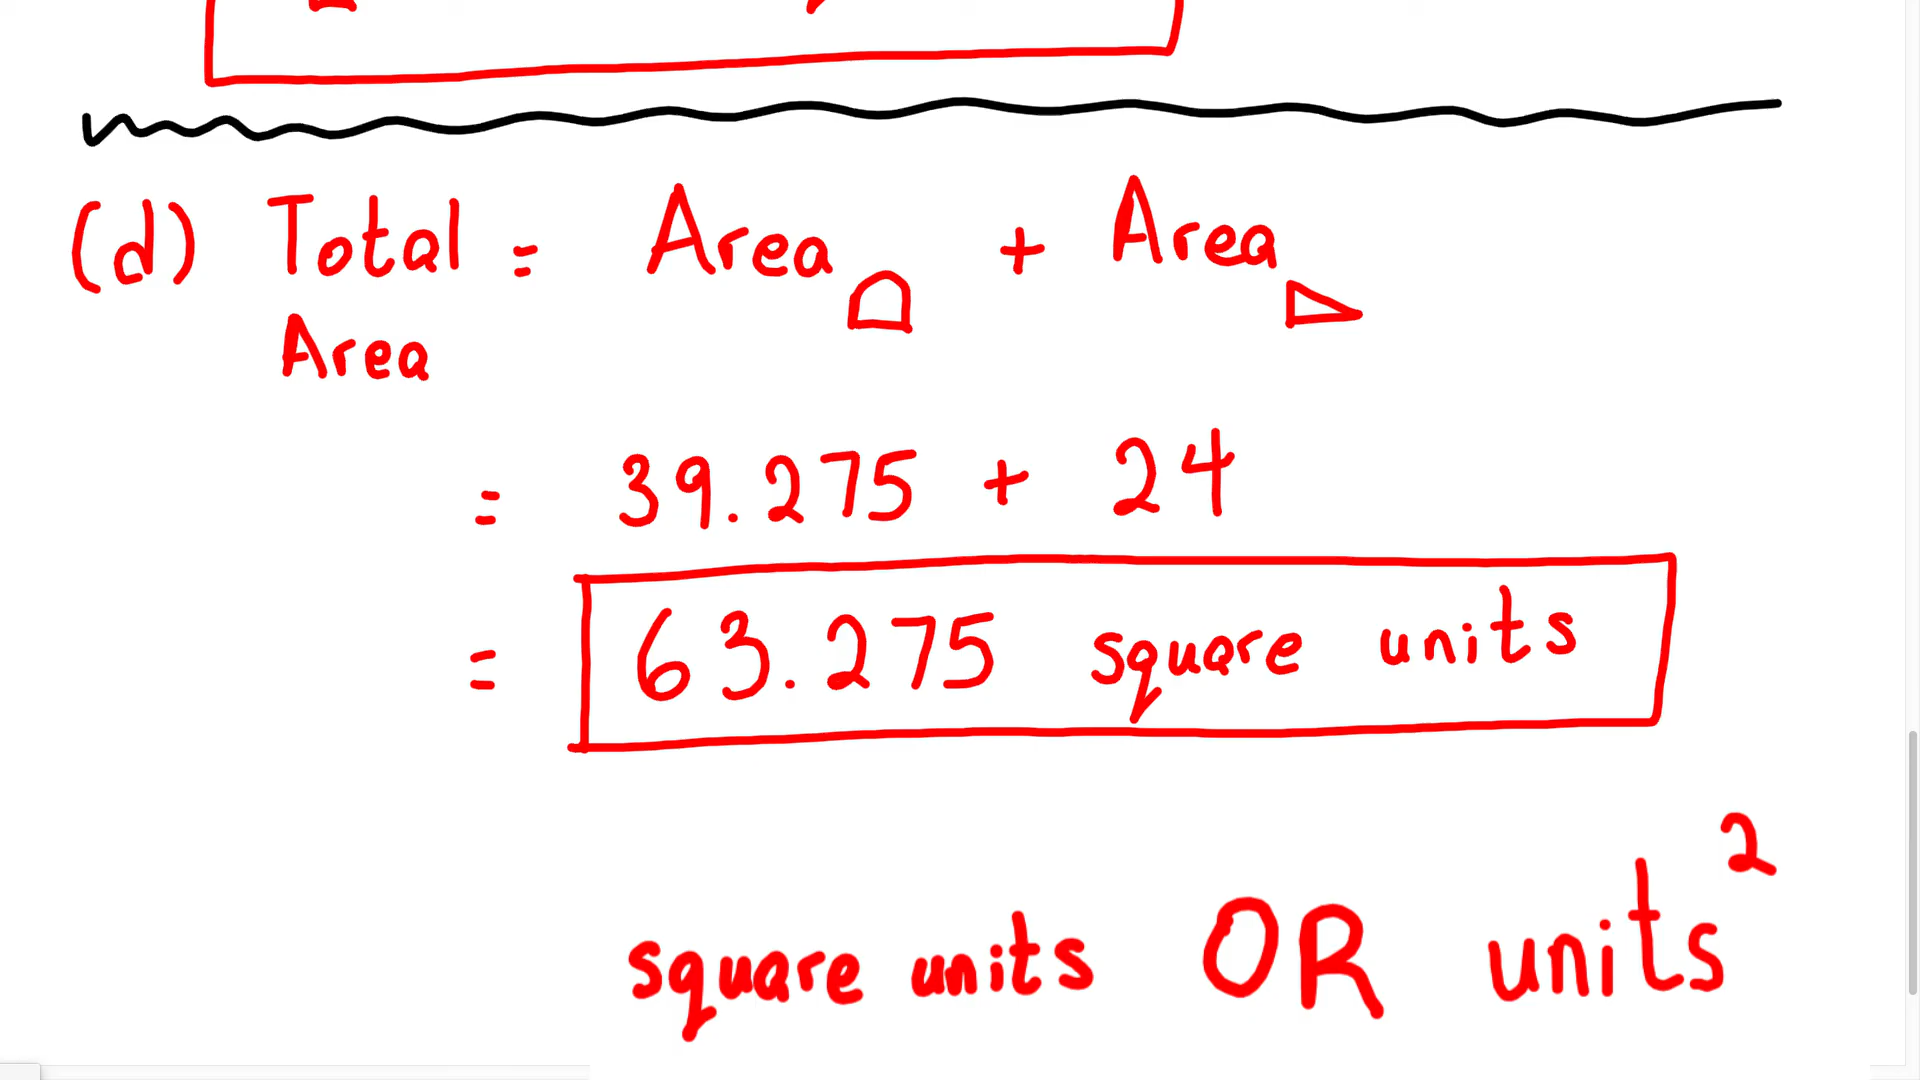 (d) Total = Area + Area
Area
= 39.275 + 24
= 63.275 square units
square units OR units²